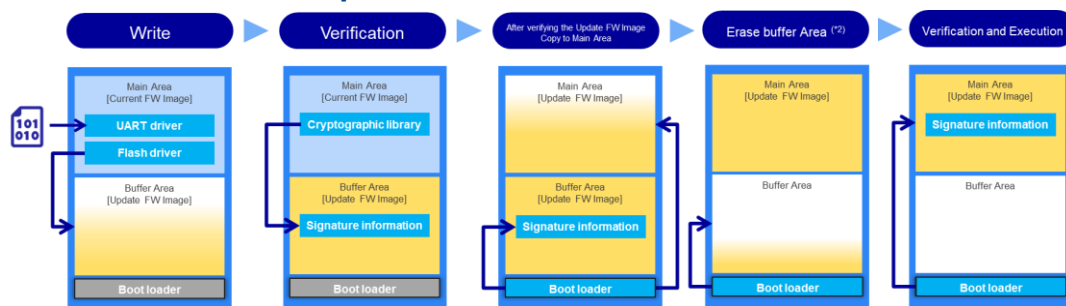 Write
Verification
After verifying the Update FW Image
Copy to Main Area
Erase buffer Area (*2)
Verification and Execution
Main Area
[Current FW Image]
UART driver
Flash driver
Buffer Area
[Update FW Image]
Boot loader
101
010
Main Area
[Current FW Image]
Cryptographic library
Buffer Area
[Update FW Image]
Signature information
Boot loader
Main Area
[Update FW Image]
Buffer Area
[Update FW Image]
Signature information
Boot loader
Main Area
[Update FW Image]
Buffer Area
Boot loader
Main Area
[Update FW Image]
Signature information
Buffer Area
Boot loader